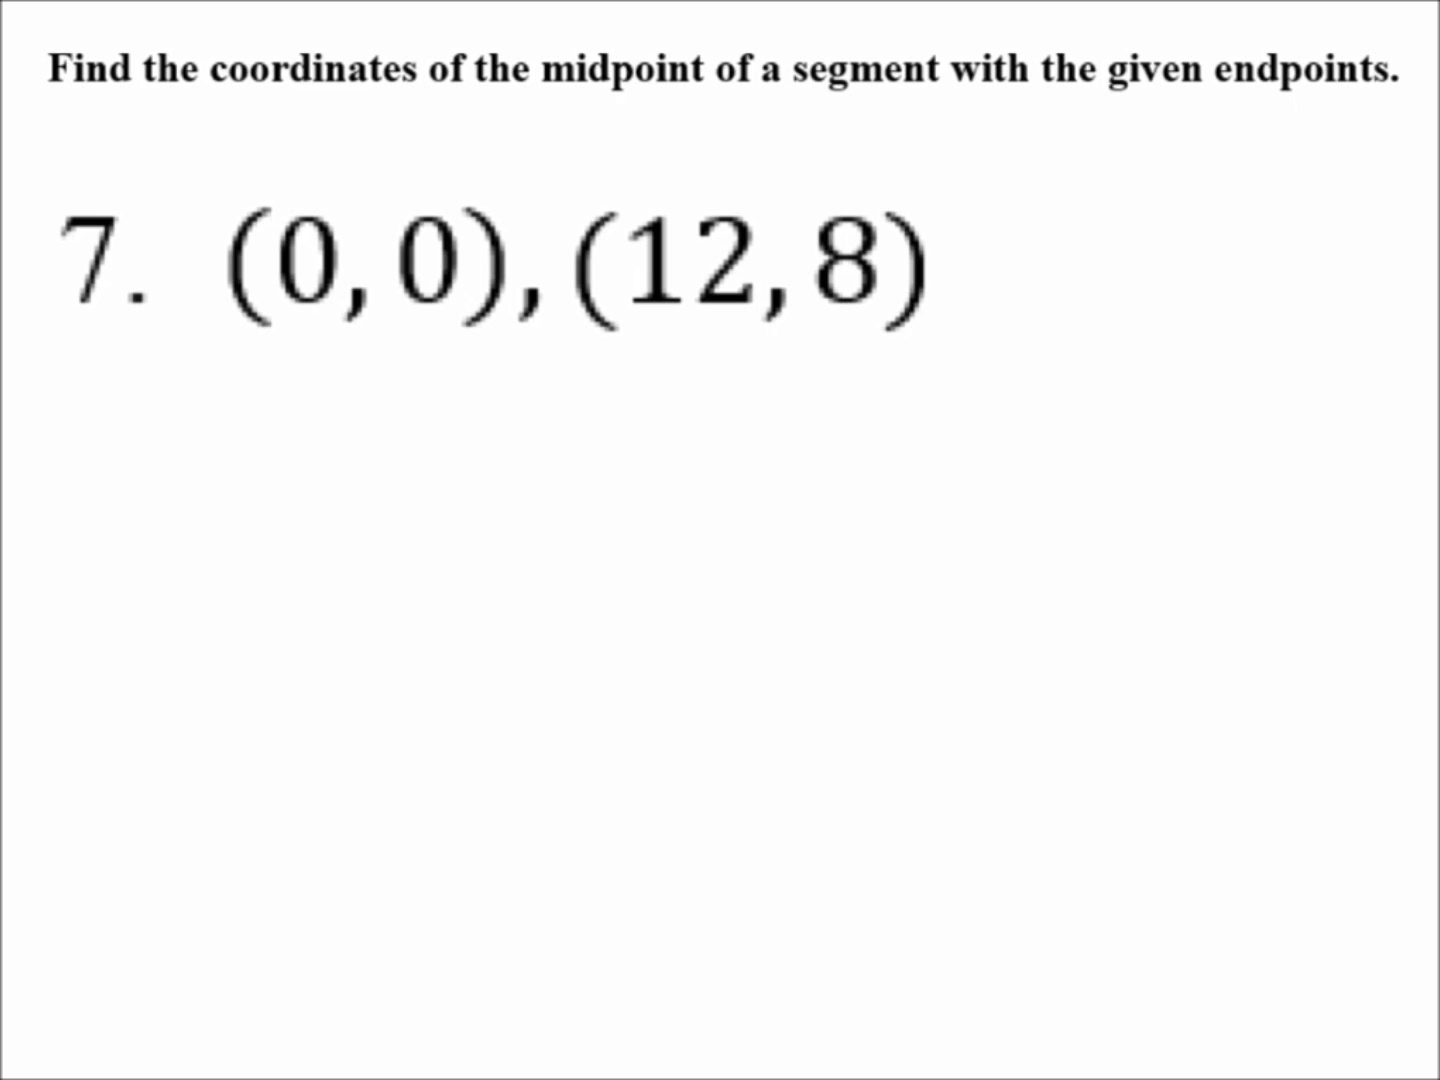 Find the coordinates of the midpoint of a segment with the given endpoints.
7. (0, 0), (12, 8)